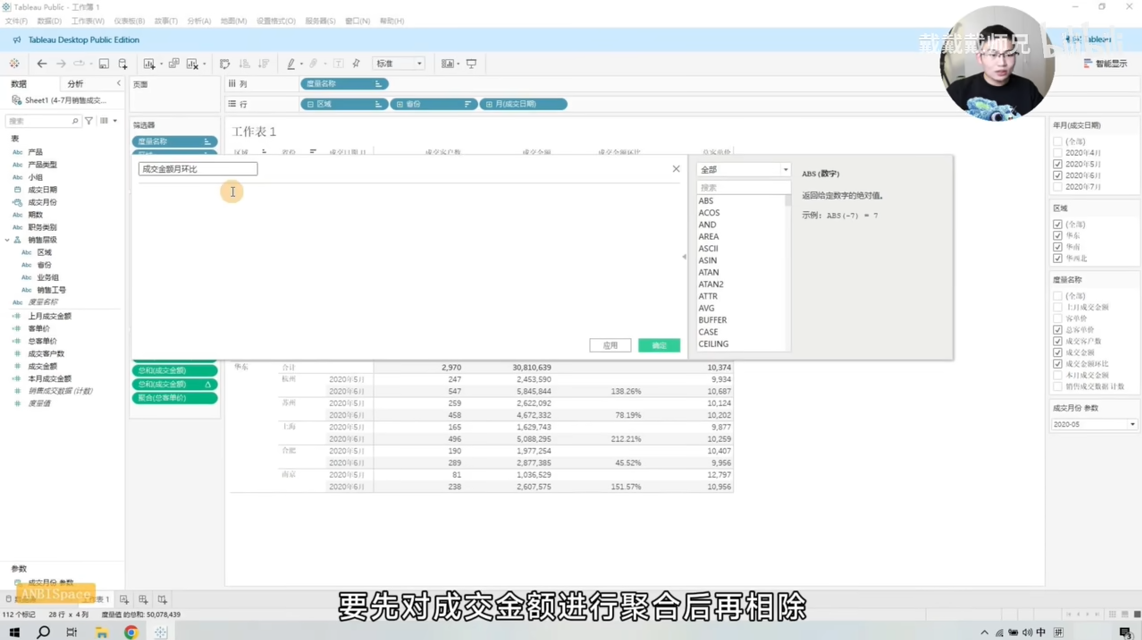 Tableau Public - 工作簿 1
文件(F) 数据(D) 工作表(W) 仪表板(B) 故事(T) 分析(A) 地图(M) 设置格式(O) 服务器(S) 窗口(N) 帮助(H)
Tableau Desktop Public Edition
戴戴戴师兄
标准
智能显示
数据 分析
页面
列 度量名称
Sheet1 (4-7月销售成交...
行 区域 省份 月(成交日期)
搜索
筛选器
工作表 1
年月(成交日期)
表
度量名称
(全部)
2020年4月
2020年5月
2020年6月
2020年7月
Abc 产品
Abc 产品类型
Abc 小组
成交日期
成交月份
Abc 期数
Abc 职务类别
销售层级
Abc 区域
Abc 省份
Abc 业务组
Abc 销售工号
Abc 度量名称
上月成交金额
客单价
总客单价
成交客户数
成交金额
本月成交金额
销售成交数据 (计数)
度量值
成交金额月环比
全部
搜索
ABS
ACOS
AND
AREA
ASCII
ASIN
ATAN
ATAN2
ATTR
AVG
BUFFER
CASE
CEILING
ABS (数字)
返回给定数字的绝对值。
示例: ABS(-7) = 7
应用 确定
区域
(全部)
华东
华南
华西北
度量名称
(全部)
上月成交金额
客单价
总客单价
成交客户数
成交金额
成交金额环比
本月成交金额
销售成交数据 计数
成交月份 参数
2020-05
总和(成交金额)
总和(成交金额)
聚合(总客单价)
华东 合计 2,970 30,810,639 10,374
杭州 2020年5月 247 2,453,590 9,934
2020年6月 547 5,845,844 138.26% 10,687
苏州 2020年5月 259 2,622,092 10,124
2020年6月 458 4,672,332 78.19% 10,202
上海 2020年5月 165 1,629,743 9,877
2020年6月 496 5,088,295 212.21% 10,259
合肥 2020年5月 190 1,977,254 10,407
2020年6月 289 2,877,385 45.52% 9,956
南京 2020年5月 81 1,036,529 12,797
2020年6月 238 2,607,575 151.57% 10,956
参数
成交月份 参数
ANBISpace
要先对成交金额进行聚合后再相除
112 个标记 28 行 x 4 列 度量值 的总和: 50,078,439
中 拼